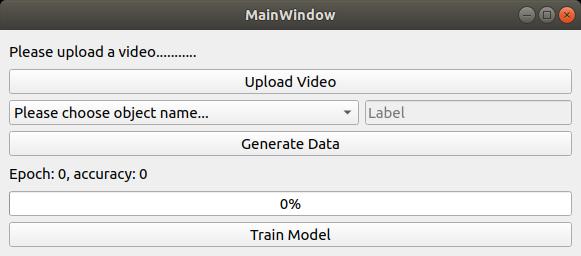 MainWindow
Please upload a video...........
Upload Video
Please choose object name... Label
Generate Data
Epoch: 0, accuracy: 0
0%
Train Model